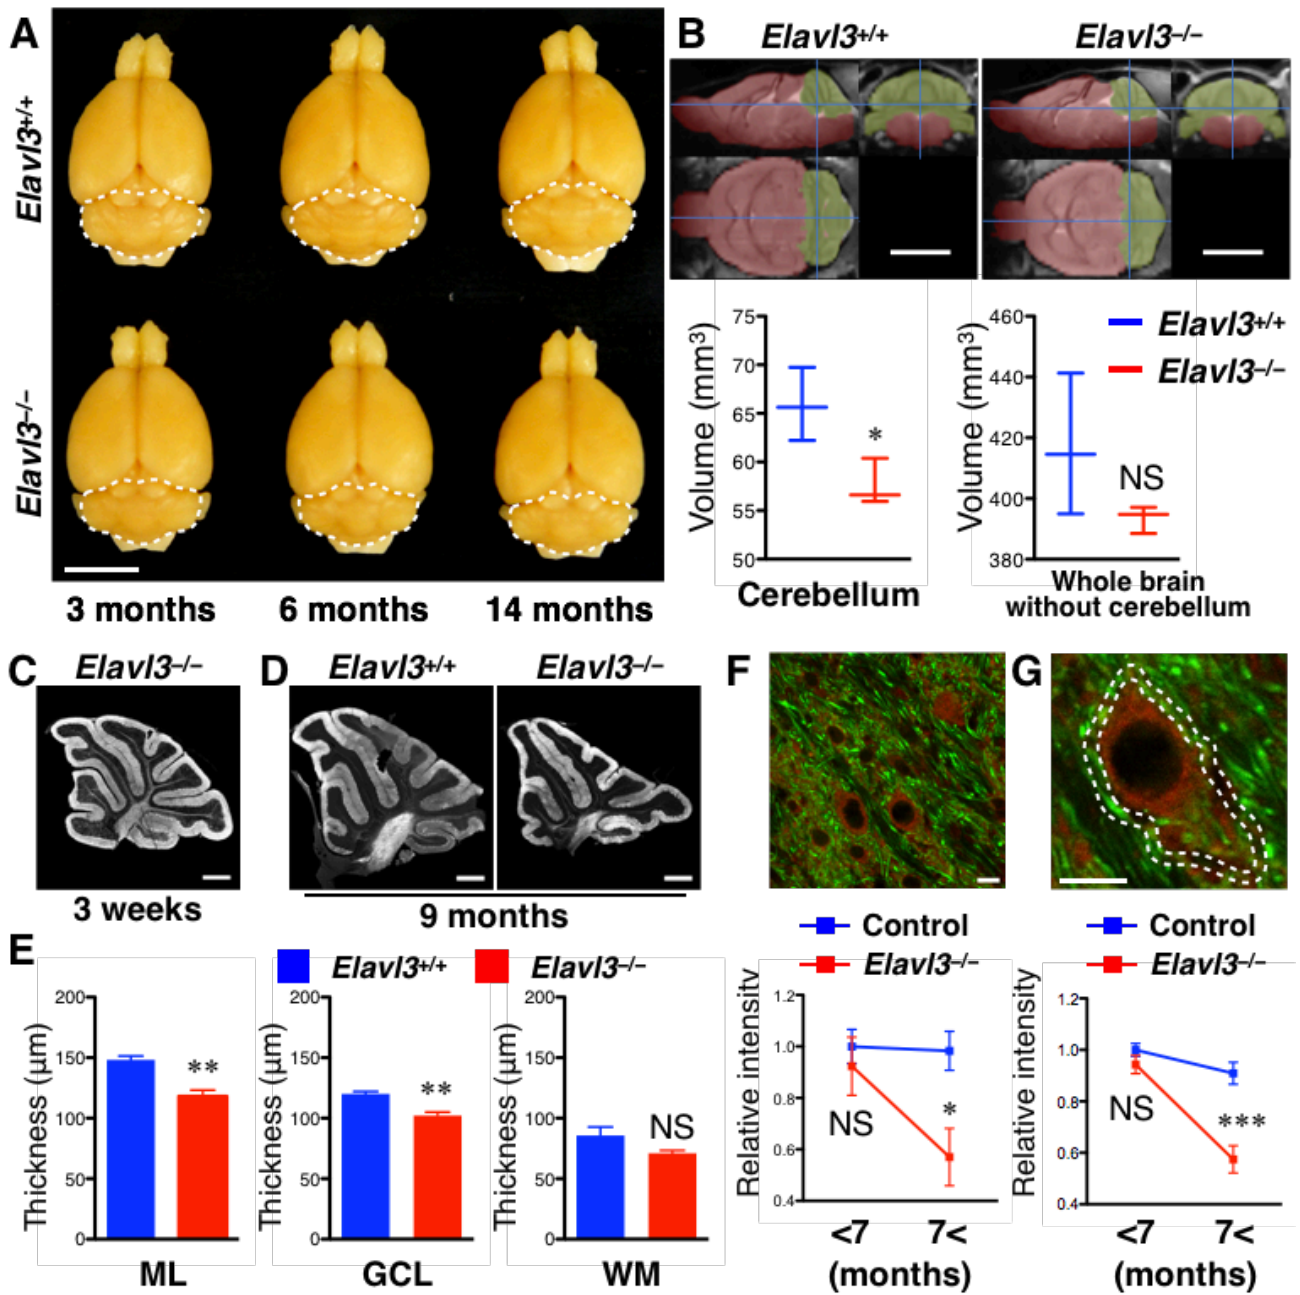 A
Elavl3+/+
Elavl3−/−
3 months
6 months
14 months
B
Elavl3+/+
Elavl3−/−
Volume (mm3)
75
70
65
60
55
50
*
Cerebellum
Volume (mm3)
460
440
420
400
380
Elavl3+/+
Elavl3−/−
NS
Whole brain
without cerebellum
C
Elavl3−/−
3 weeks
D
Elavl3+/+
Elavl3−/−
9 months
E
Elavl3+/+
Elavl3−/−
Thickness (µm)
200
150
100
50
0
**
ML
Thickness (µm)
200
150
100
50
0
**
GCL
Thickness (µm)
200
150
100
50
0
NS
WM
F
Control
Elavl3−/−
Relative intensity
1.2
1.0
0.8
0.6
0.4
NS
*
<7
7<
(months)
G
Control
Elavl3−/−
Relative intensity
1.2
1.0
0.8
0.6
0.4
NS
***
<7
7<
(months)